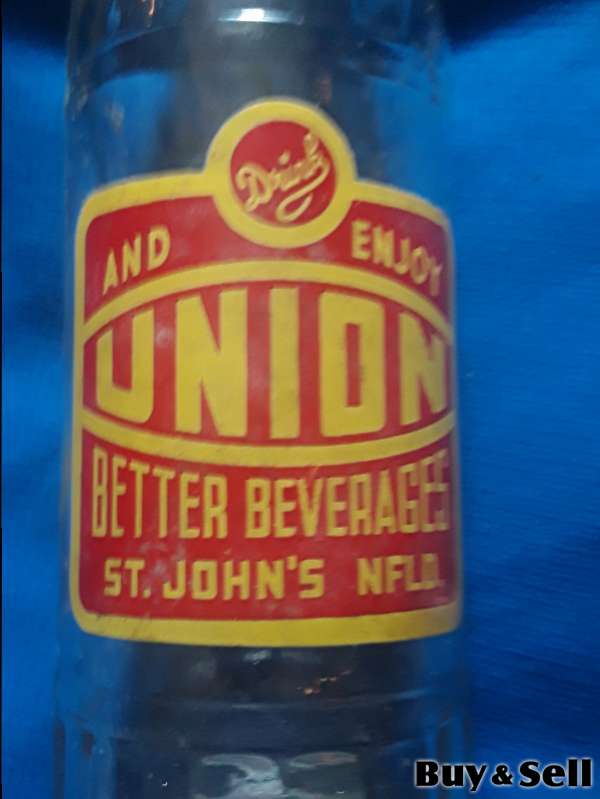 Drink
AND ENJOY
UNION
BETTER BEVERAGES
ST. JOHN'S NFLD.
Buy & Sell